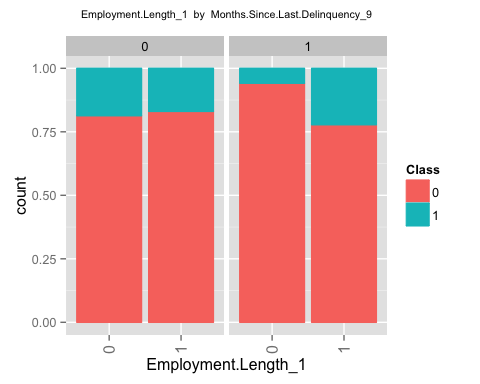 Employment.Length_1 by Months.Since.Last.Delinquency_9
0 1
1.00
0.75
0.50
0.25
0.00
count
0 1 0 1
Employment.Length_1
Class
0
1